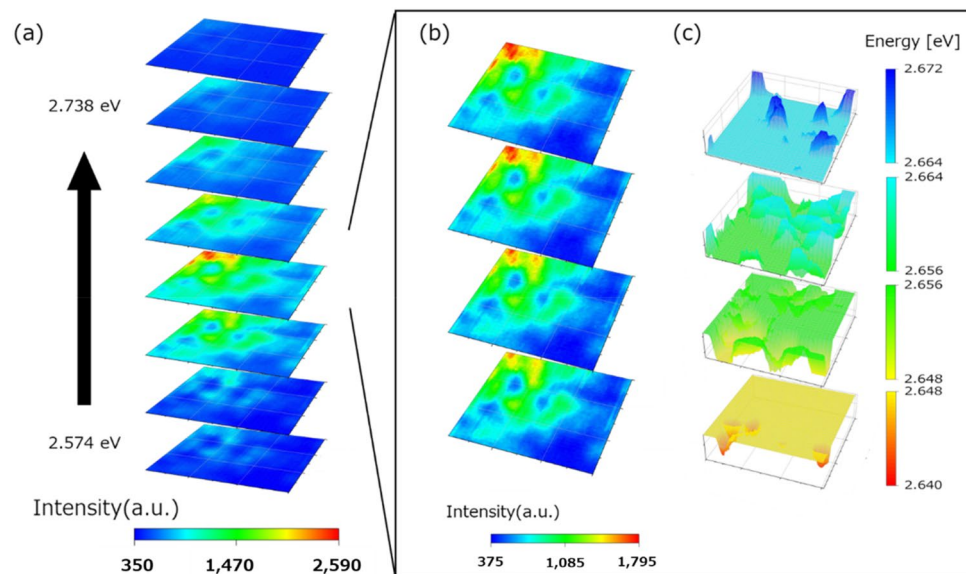 (a)
2.738 eV
2.574 eV
Intensity(a.u.)
350 1,470 2,590
(b)
Intensity(a.u.)
375 1,085 1,795
(c)
Energy [eV]
2.672
2.664
2.664
2.656
2.656
2.648
2.648
2.640